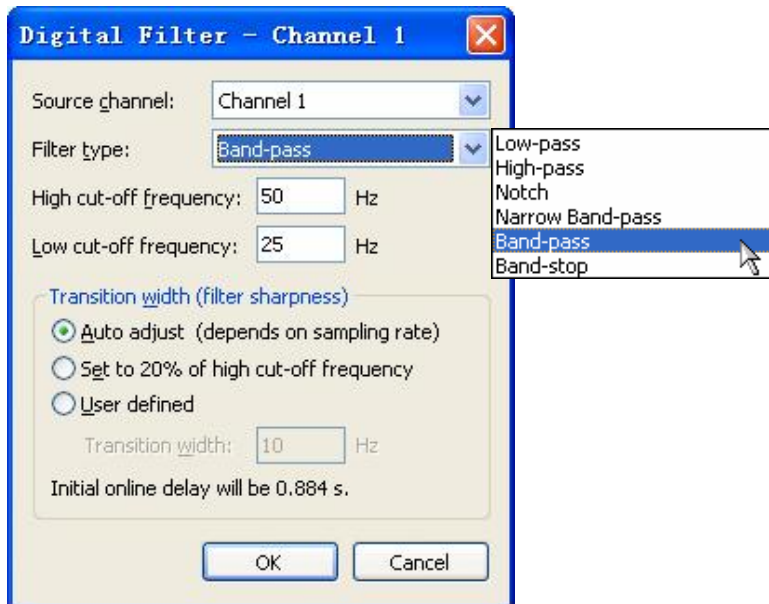 Digital Filter - Channel 1
Source channel: Channel 1
Filter type: Band-pass
Low-pass
High-pass
Notch
Narrow Band-pass
Band-pass
Band-stop
High cut-off frequency: 50 Hz
Low cut-off frequency: 25 Hz
Transition width (filter sharpness)
Auto adjust (depends on sampling rate)
Set to 20% of high cut-off frequency
User defined
Transition width: 10 Hz
Initial online delay will be 0.884 s.
OK Cancel